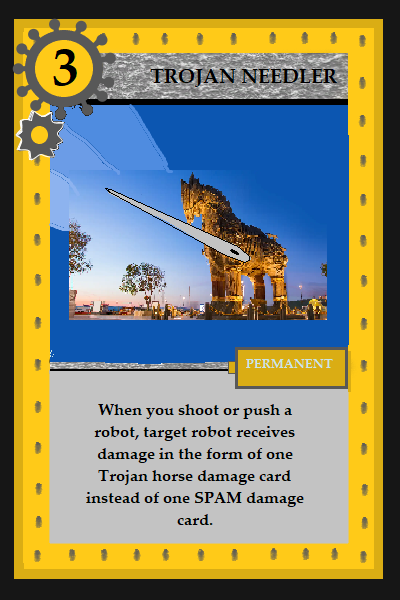 3
TROJAN NEEDLER
PERMANENT
When you shoot or push a
robot, target robot receives
damage in the form of one
Trojan horse damage card
instead of one SPAM damage
card.